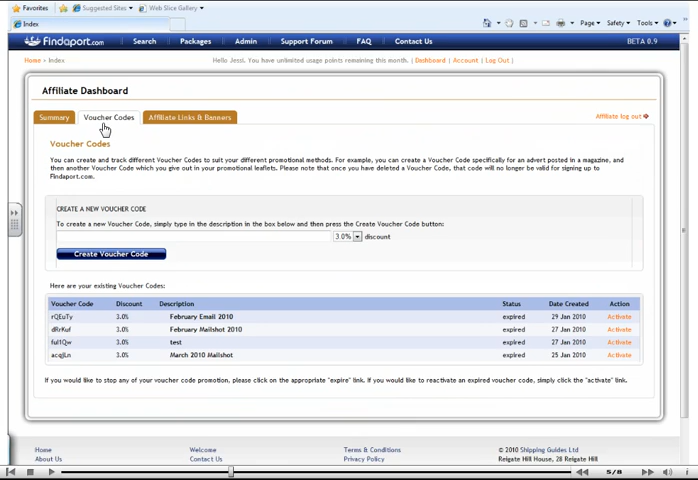 Favorites Suggested Sites Web Slice Gallery
Index
Page Safety Tools
Findaport.com Search Packages Admin Support Forum FAQ Contact Us BETA 0.9
Home > Index Hello Jessi. You have unlimited usage points remaining this month. | Dashboard | Account | Log Out |
Affiliate Dashboard
Summary Voucher Codes Affiliate Links & Banners Affiliate log out
Voucher Codes
You can create and track different Voucher Codes to suit your different promotional methods. For example, you can create a Voucher Code specifically for an advert posted in a magazine, and
then another Voucher Code which you give out in your promotional leaflets. Please note that once you have deleted a Voucher Code, that code will no longer be valid for signing up to
Findaport.com.
CREATE A NEW VOUCHER CODE
To create a new Voucher Code, simply type in the description in the box below and then press the Create Voucher Code button:
3.0% discount
Create Voucher Code
Here are your existing Voucher Codes:
Voucher Code Discount Description Status Date Created Action
rQEuTy 3.0% February Email 2010 expired 29 Jan 2010 Activate
dRrKuf 3.0% February Mailshot 2010 expired 27 Jan 2010 Activate
3.0% test expired 27 Jan 2010 Activate
3.0% March 2010 Mailshot expired 25 Jan 2010 Activate
If you would like to stop any of your voucher code promotion, please click on the appropriate "expire" link. If you would like to reactivate an expired voucher code, simply click the "activate" link.
Home Welcome Terms & Conditions © 2010 Shipping Guides Ltd
About Us Contact Us Privacy Policy Reigate Hill House, 28 Reigate Hill
5/8